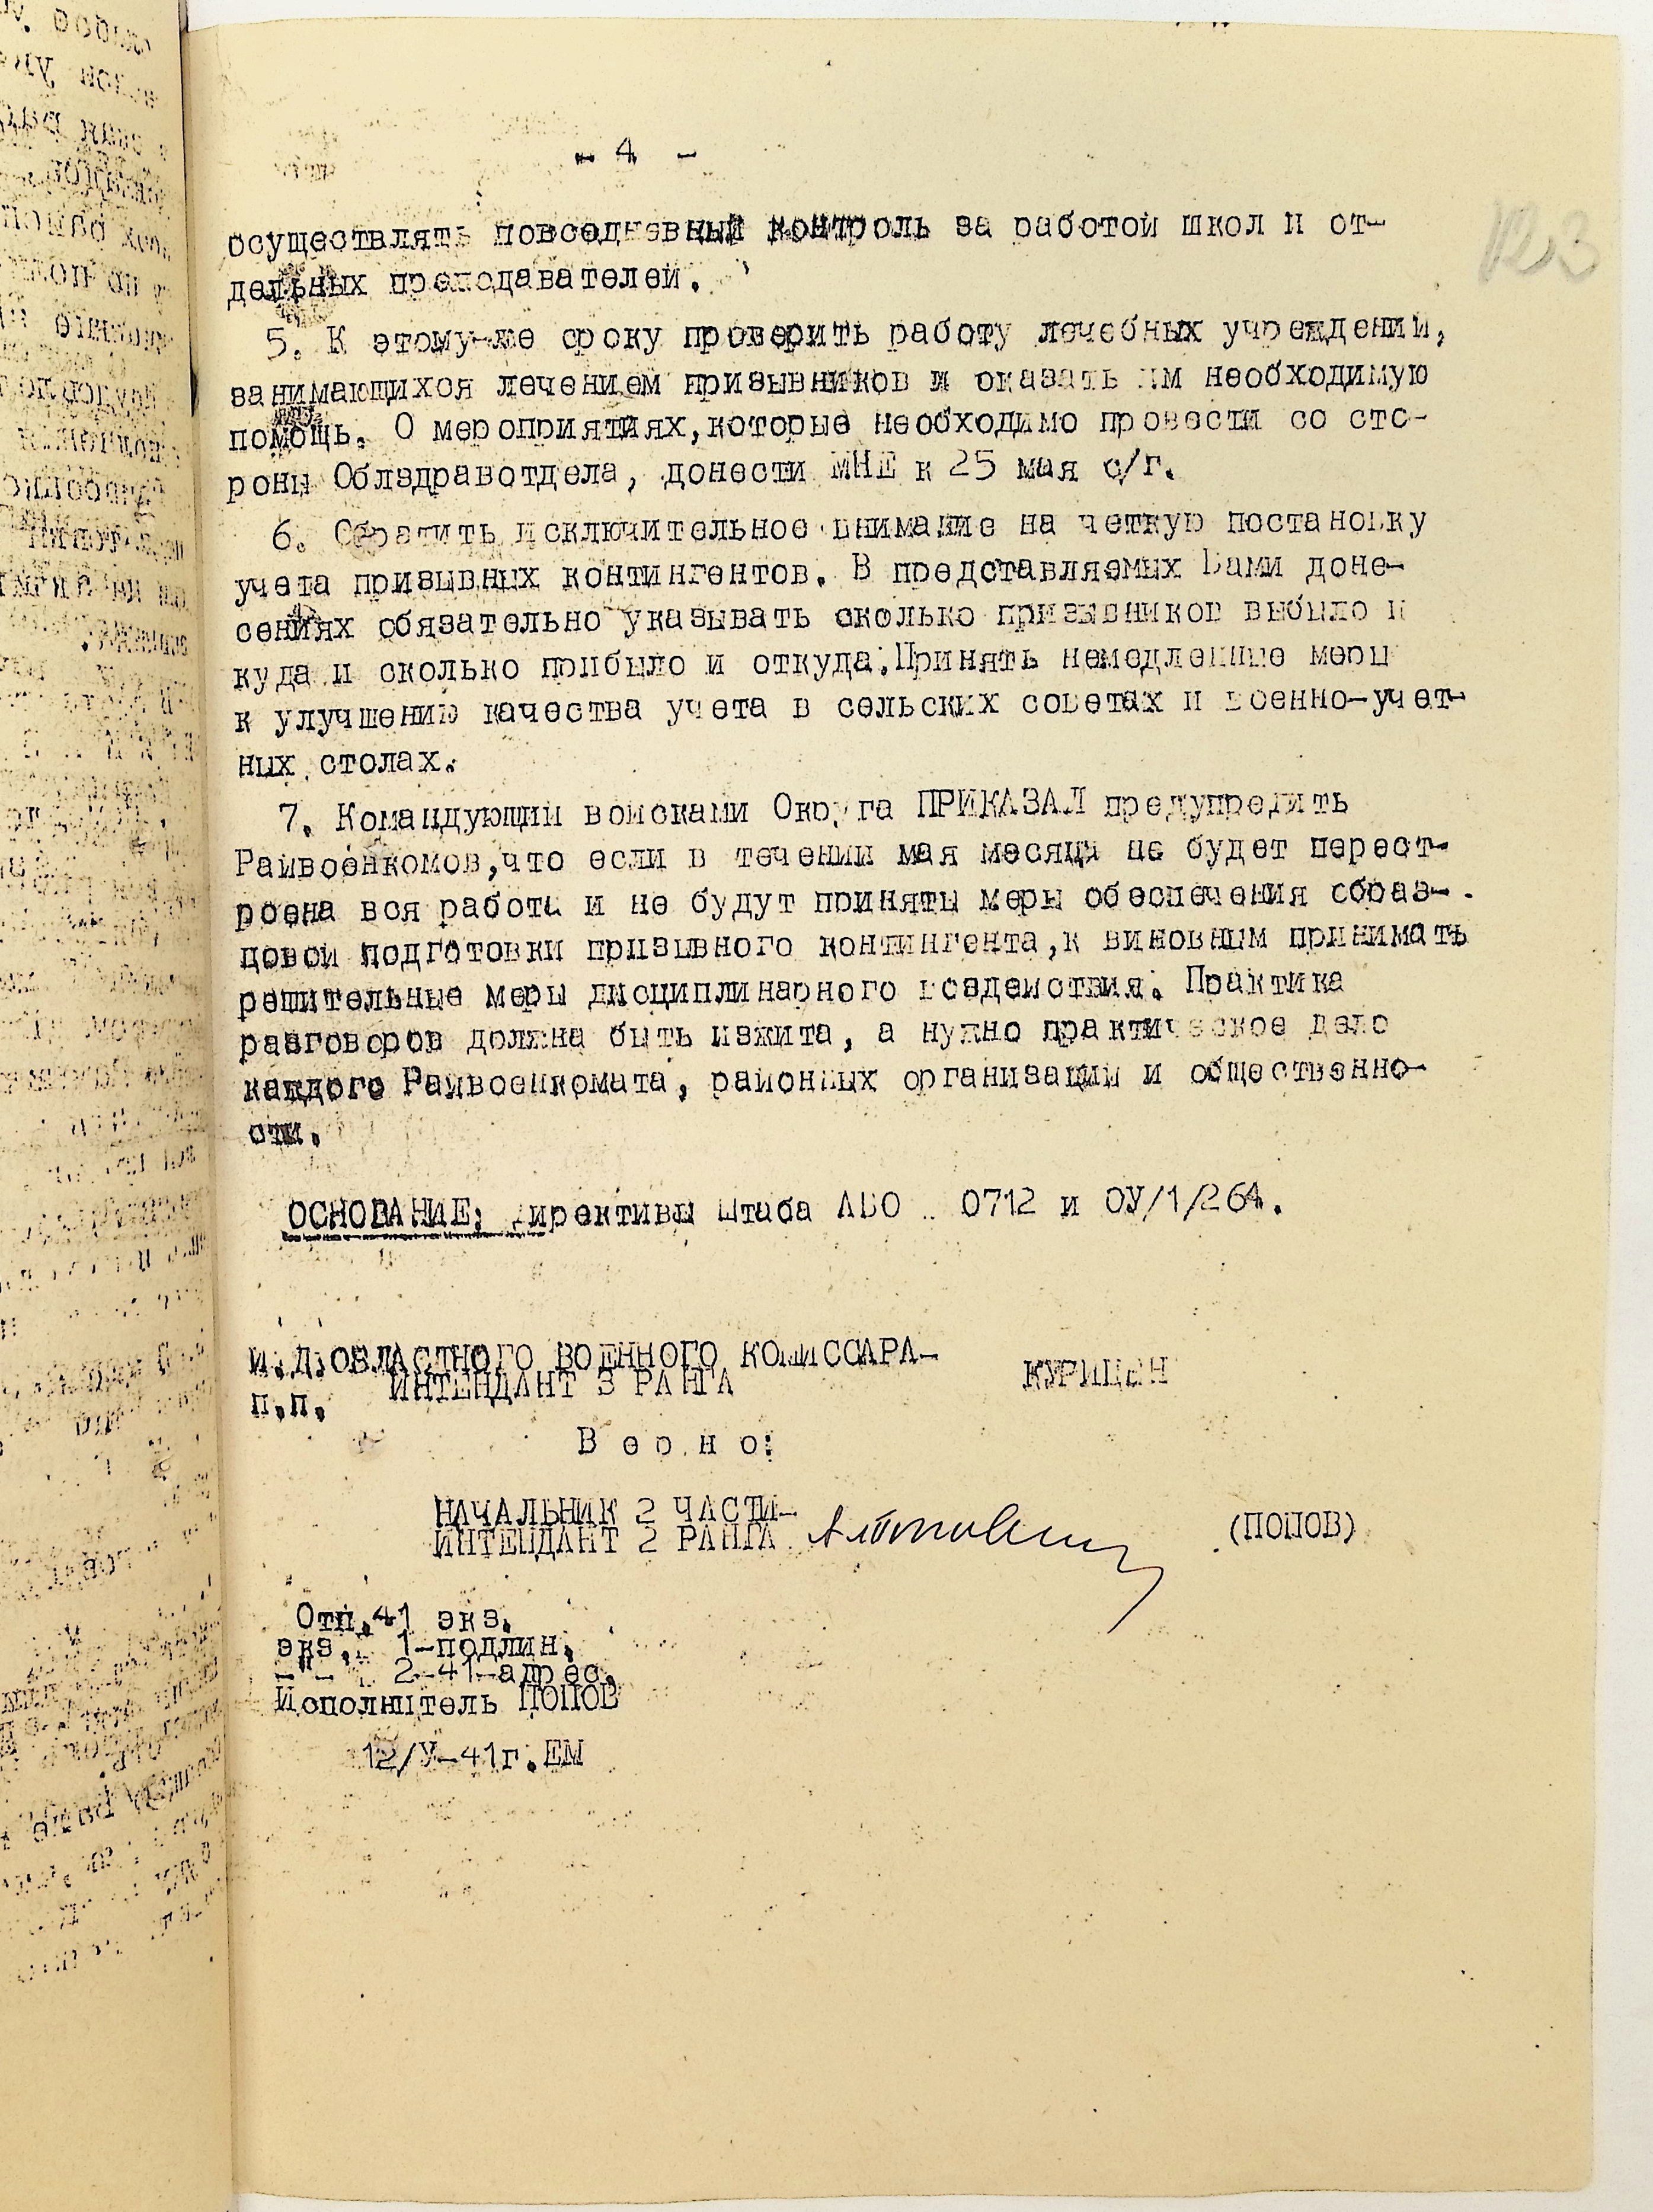 - 4 -
осуществлять повседневный контроль за работой школ и от-
дельных преподавателей.
5. К этому-же сроку проверить работу лечебных учреждений,
занимающихся лечением призывников и оказать им необходимую
помощь. О мероприятиях,которые необходимо провести со сто-
роны Облздравотдела, донести МНЕ к 25 мая с/г.
6. Обратить исключительное внимание на четкую постановку
учета призывных контингентов. В представляемых Вами доне-
сениях обязательно указывать сколько призывников выбыло и
куда и сколько прибыло и откуда.Принять немедленные меры
к улучшению качества учета в сельских советах и военно-учет-
ных столах.
7. Командующий войсками Округа ПРИКАЗАЛ предупредить
Райвоенкомов,что если в течении мая месяца не будет перест-
роена вся работа и не будут приняты меры обеспечения образ-
цовой подготовки призывного контингента,к виновным принимать
решительные меры дисциплинарного воздействия. Практика
разговоров должна быть изжита, а нужно практическое дело
каждого Райвоенкомата, районных организаций и общественно-
сти.
ОСНОВАНИЕ: директивы штаба 0712 и ОУ/1/264.
И.Д.ОБЛАСТНОГО ВОЕННОГО КОМИССАРА-
ИНТЕНДАНТ 3 РАНГА КУРИЦЫН
п.п.
В е р н о:
НАЧАЛЬНИК 2 ЧАСТИ-
ИНТЕНДАНТ 2 РАНГА (ПОПОВ)
Отп.41 экз.
экз. 1-подлин.
-"- 2-41-адрес.
Исполнитель ПОПОВ
12/У-41г.ЕМ